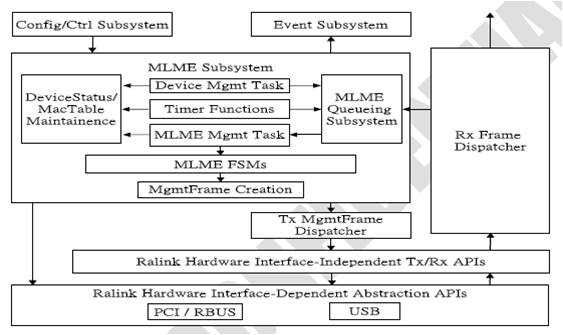 Config/Ctrl Subsystem
Event Subsystem
MLME Subsystem
DeviceStatus/
MacTable
Maintainence
Device Mgmt Task
Timer Functions
MLME Mgmt Task
MLME
Queueing
Subsystem
MLME FSMs
MgmtFrame Creation
Rx Frame
Dispatcher
Tx MgmtFrame
Dispatcher
Ralink Hardware Interface-Independent Tx/Rx APIs
Ralink Hardware Interface-Dependent Abstraction APIs
PCI / RBUS
USB